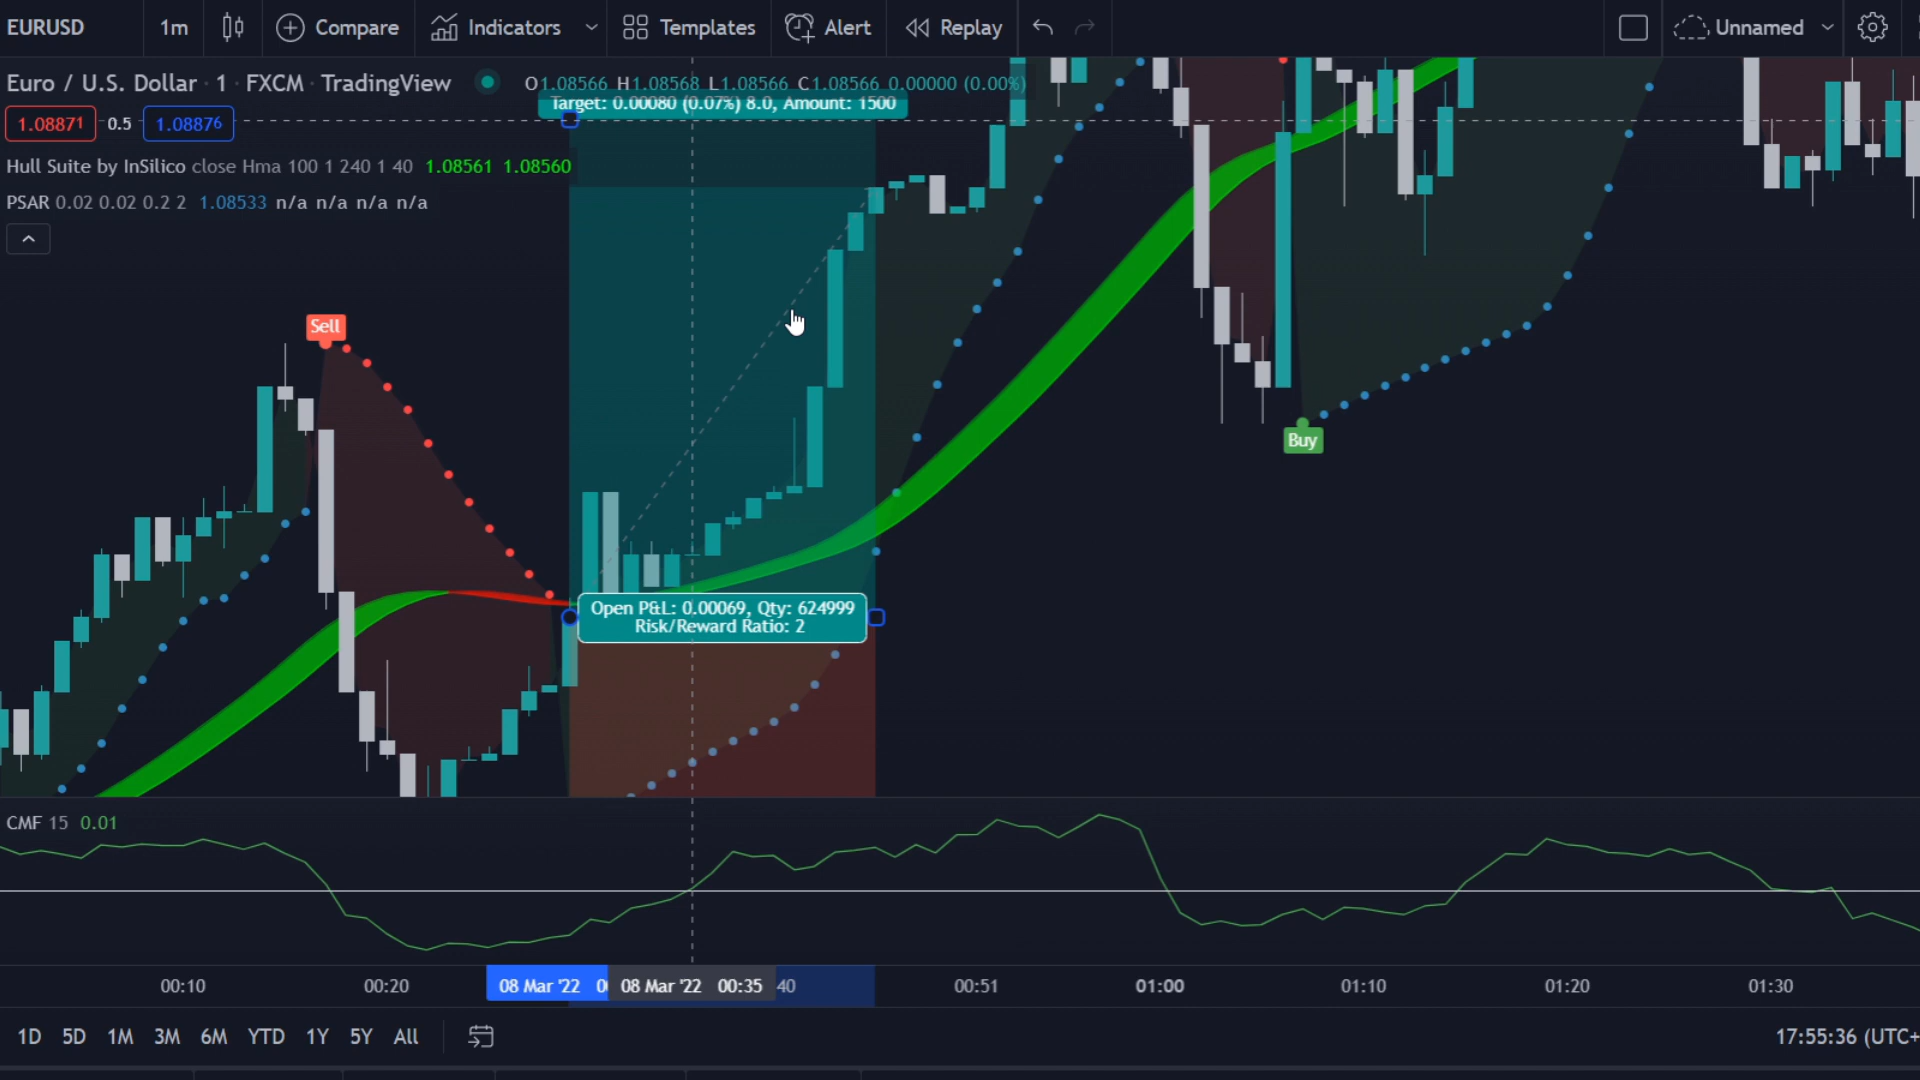 EURUSD 1m Compare Indicators Templates Alert Replay Unnamed
Euro / U.S. Dollar · 1 · FXCM · TradingView O1.08566 H1.08568 L1.08566 C1.08566 0.00000 (0.00%)
Target: 0.00080 (0.07%) 8.0, Amount: 1500
1.08871 0.5 1.08876
Hull Suite by InSilico close Hma 100 1 240 1 40 1.08561 1.08560
PSAR 0.02 0.02 0.2 2 1.08533 n/a n/a n/a n/a
Sell
Buy
Open P&L: 0.00069, Qty: 624999
Risk/Reward Ratio: 2
CMF 15 0.01
00:10 00:20 08 Mar '22 08 Mar '22 00:35 40 00:51 01:00 01:10 01:20 01:30
1D 5D 1M 3M 6M YTD 1Y 5Y All 17:55:36 (UTC+